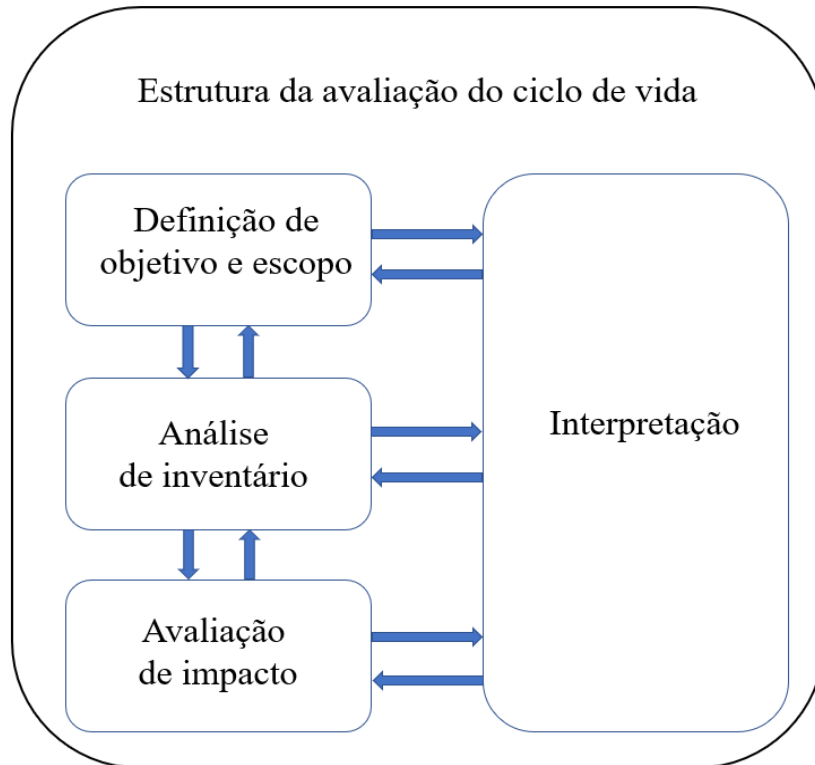 Estrutura da avaliação do ciclo de vida
Definição de
objetivo e escopo
Análise
de inventário
Interpretação
Avaliação
de impacto